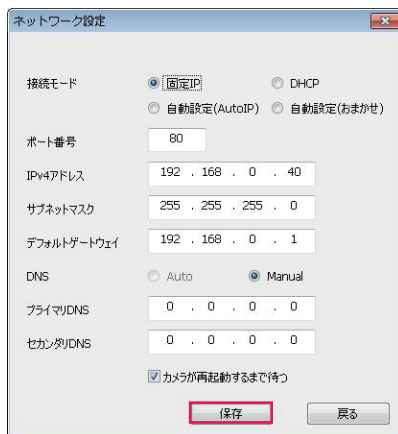 ネットワーク設定
接続モード 固定IP DHCP
自動設定(AutoIP) 自動設定(おまかせ)
ポート番号 80
IPv4アドレス 192 . 168 . 0 . 40
サブネットマスク 255 . 255 . 255 . 0
デフォルトゲートウェイ 192 . 168 . 0 . 1
DNS Auto Manual
プライマリDNS 0 . 0 . 0 . 0
セカンダリDNS 0 . 0 . 0 . 0
カメラが再起動するまで待つ
保存 戻る